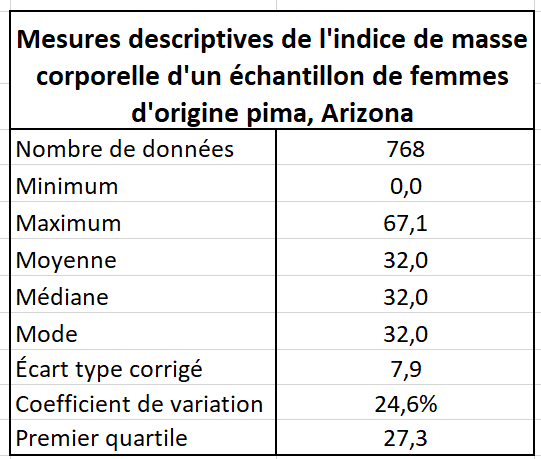 Mesures descriptives de l'indice de masse
corporelle d'un échantillon de femmes
d'origine pima, Arizona
Nombre de données 768
Minimum 0,0
Maximum 67,1
Moyenne 32,0
Médiane 32,0
Mode 32,0
Écart type corrigé 7,9
Coefficient de variation 24,6%
Premier quartile 27,3